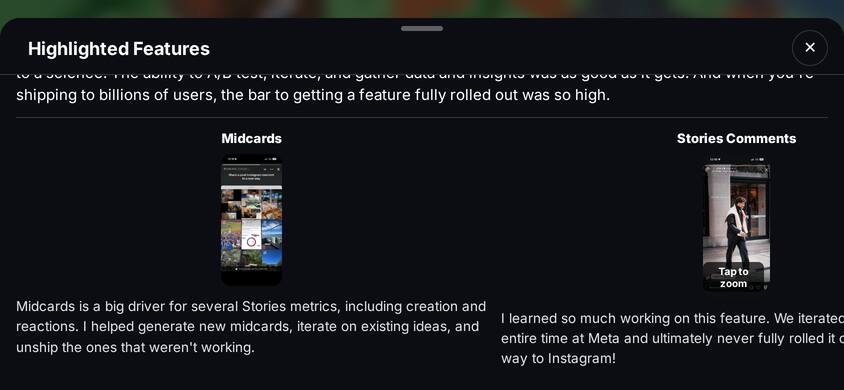 Highlighted Features
to a science. The ability to A/B test, iterate, and gather data and insights was as good as it gets. And when you're
shipping to billions of users, the bar to getting a feature fully rolled out was so high.
Midcards
Stories Comments
Tap to
zoom
Midcards is a big driver for several Stories metrics, including creation and
reactions. I helped generate new midcards, iterate on existing ideas, and
unship the ones that weren't working.
I learned so much working on this feature. We iterated
entire time at Meta and ultimately never fully rolled it
way to Instagram!